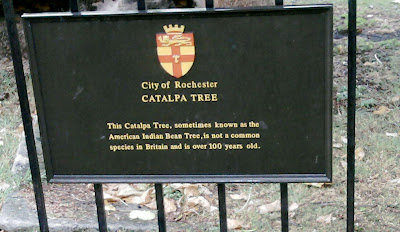 City of Rochester
CATALPA TREE
This Catalpa Tree, sometimes known as the
American Indian Bean Tree, is not a common
species in Britain and is over 100 years old.